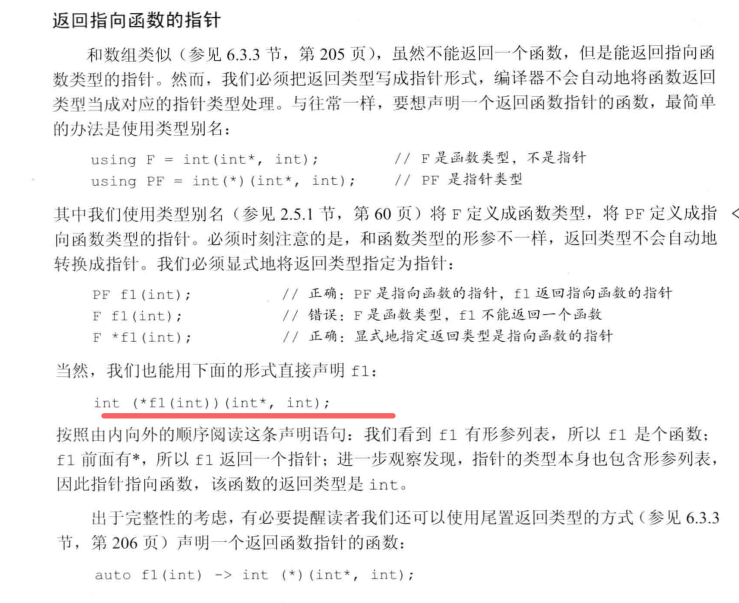 返回指向函数的指针
和数组类似（参见 6.3.3 节，第 205 页），虽然不能返回一个函数，但是能返回指向函
数类型的指针。然而，我们必须把返回类型写成指针形式，编译器不会自动地将函数返回
类型当成对应的指针类型处理。与往常一样，要想声明一个返回函数指针的函数，最简单
的办法是使用类型别名：
using F = int(int*, int); // F 是函数类型，不是指针
using PF = int(*)(int*, int); // PF 是指针类型
其中我们使用类型别名（参见 2.5.1 节，第 60 页）将 F 定义成函数类型，将 PF 定义成指 <
向函数类型的指针。必须时刻注意的是，和函数类型的形参不一样，返回类型不会自动地
转换成指针。我们必须显式地将返回类型指定为指针：
PF f1(int); // 正确：PF 是指向函数的指针，f1 返回指向函数的指针
F f1(int); // 错误：F 是函数类型，f1 不能返回一个函数
F *f1(int); // 正确：显式地指定返回类型是指向函数的指针
当然，我们也能用下面的形式直接声明 f1：
int (*f1(int))(int*, int);
按照由内向外的顺序阅读这条声明语句：我们看到 f1 有形参列表，所以 f1 是个函数；
f1 前面有*，所以 f1 返回一个指针；进一步观察发现，指针的类型本身也包含形参列表，
因此指针指向函数，该函数的返回类型是 int。
出于完整性的考虑，有必要提醒读者我们还可以使用尾置返回类型的方式（参见 6.3.3
节，第 206 页）声明一个返回函数指针的函数：
auto f1(int) -> int (*)(int*, int);